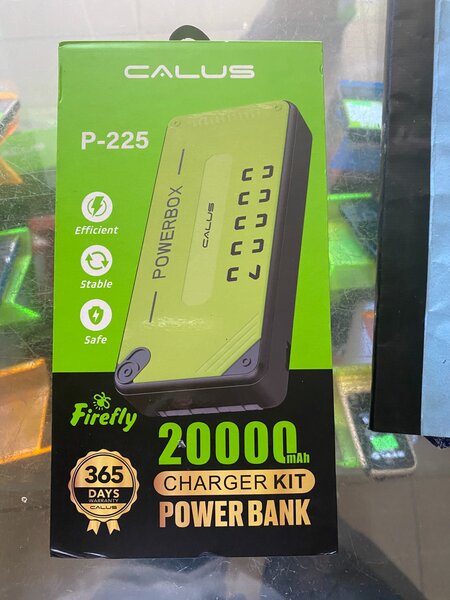 CALUS
P-225
Efficient
Stable
Safe
POWERBOX
CALUS
Firefly
20000mAh
CHARGER KIT
POWER BANK
365
DAYS
WARRANTY
CALUS